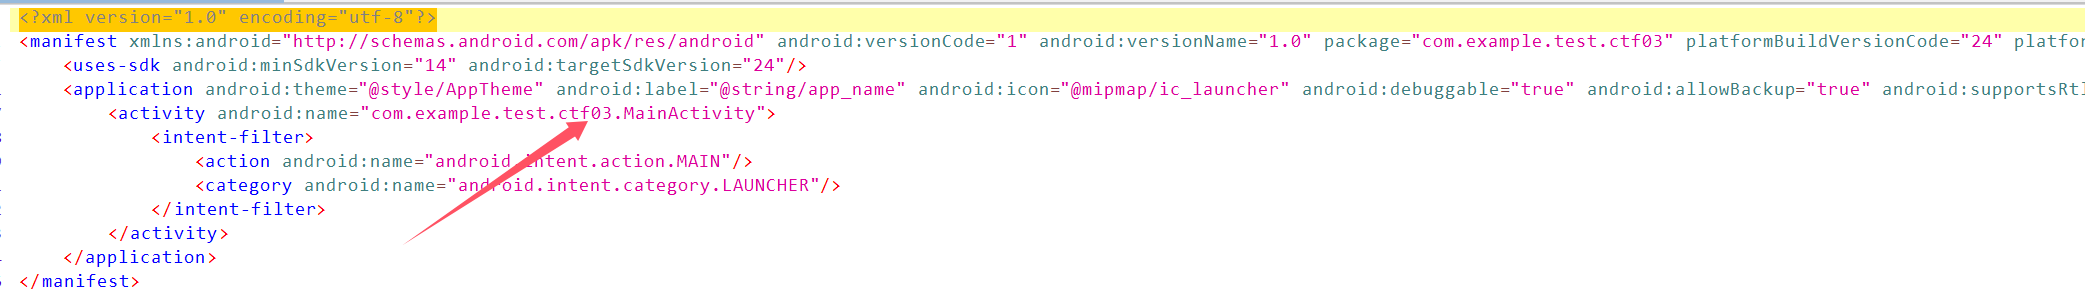 <?xml version="1.0" encoding="utf-8"?>
<manifest xmlns:android="http://schemas.android.com/apk/res/android" android:versionCode="1" android:versionName="1.0" package="com.example.test.ctf03" platformBuildVersionCode="24" platfor
<uses-sdk android:minSdkVersion="14" android:targetSdkVersion="24"/>
<application android:theme="@style/AppTheme" android:label="@string/app_name" android:icon="@mipmap/ic_launcher" android:debuggable="true" android:allowBackup="true" android:supportsRtl
<activity android:name="com.example.test.ctf03.MainActivity">
<intent-filter>
<action android:name="android.intent.action.MAIN"/>
<category android:name="android.intent.category.LAUNCHER"/>
</intent-filter>
</activity>
</application>
</manifest>